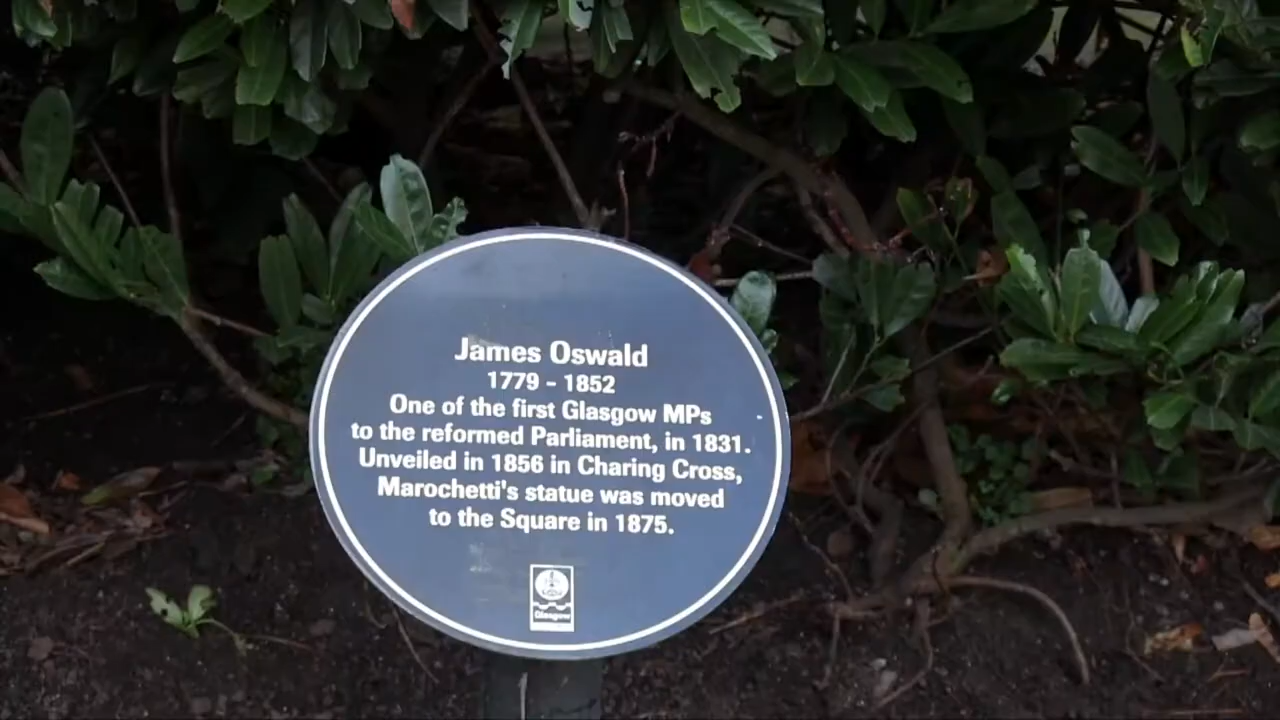 James Oswald
1779 - 1852
One of the first Glasgow MPs
to the reformed Parliament, in 1831.
Unveiled in 1856 in Charing Cross,
Marochetti's statue was moved
to the Square in 1875.
Glasgow